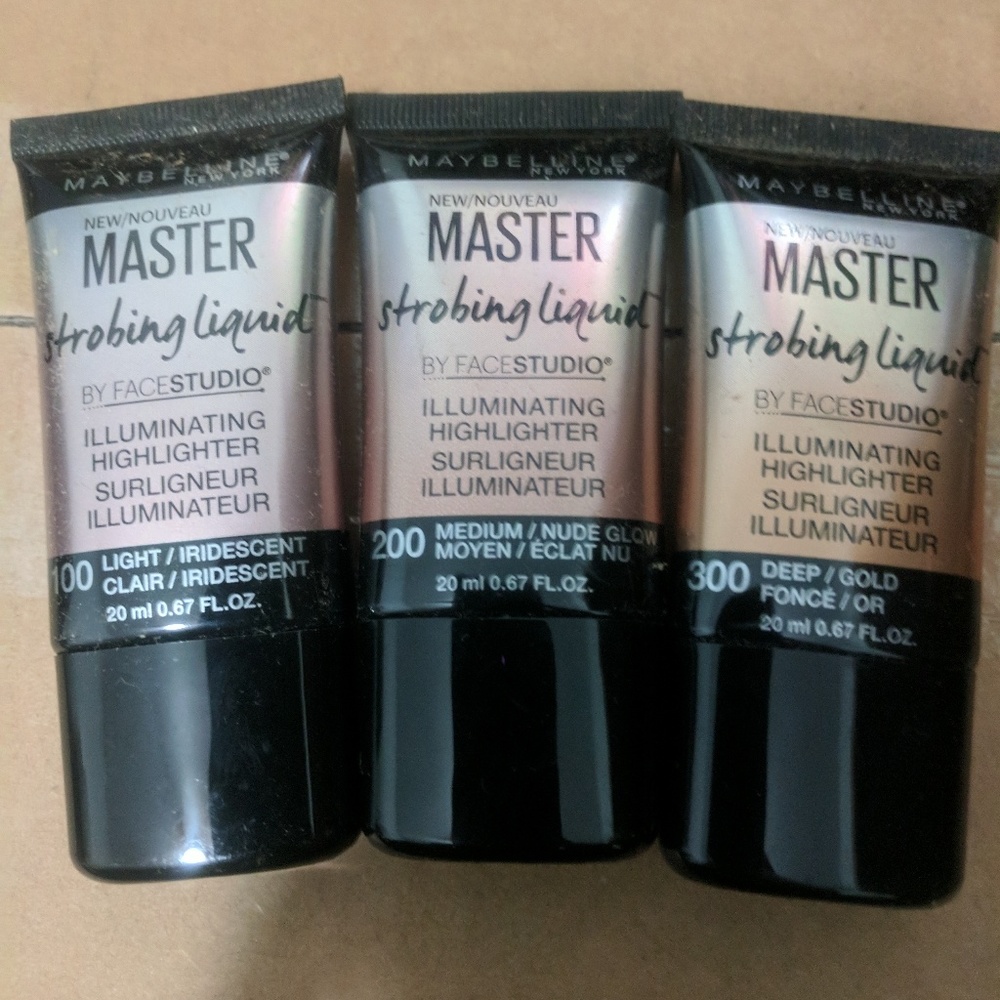 MAYBELLINE®
NEW YORK
NEW/NOUVEAU
MASTER
strobing liquid
BY FACESTUDIO®
ILLUMINATING
HIGHLIGHTER
SURLIGNEUR
ILLUMINATEUR
100 LIGHT / IRIDESCENT
CLAIR / IRIDESCENT
20 ml 0.67 FL.OZ.
MAYBELLINE®
NEW YORK
NEW/NOUVEAU
MASTER
strobing liquid
BY FACESTUDIO®
ILLUMINATING
HIGHLIGHTER
SURLIGNEUR
ILLUMINATEUR
200 MEDIUM / NUDE GLOW
MOYEN / ÉCLAT NU
20 ml 0.67 FL.OZ.
MAYBELLINE®
NEW YORK
NEW/NOUVEAU
MASTER
strobing liquid
BY FACESTUDIO®
ILLUMINATING
HIGHLIGHTER
SURLIGNEUR
ILLUMINATEUR
300 DEEP / GOLD
FONCÉ / OR
20 ml 0.67 FL.OZ.